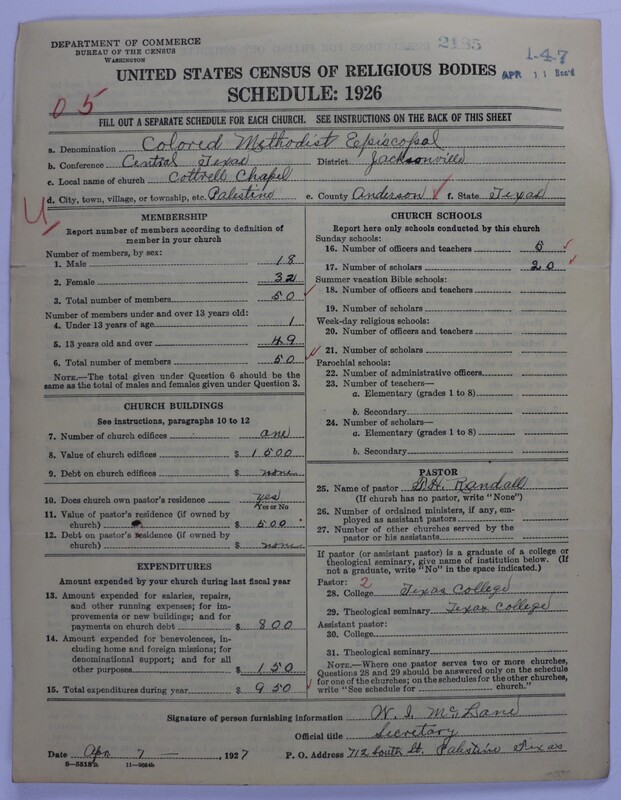 DEPARTMENT OF COMMERCE
BUREAU OF THE CENSUS
WASHINGTON
2135
1-4-7
APR 11 Rec'd
UNITED STATES CENSUS OF RELIGIOUS BODIES
SCHEDULE: 1926
05
FILL OUT A SEPARATE SCHEDULE FOR EACH CHURCH. SEE INSTRUCTIONS ON THE BACK OF THIS SHEET
a. Denomination Colored Methodist Episcopal
b. Conference Central Texas District Jacksonville
c. Local name of church Cottrell Chapel
d. City, town, village, or township, etc. Palestine e. County Anderson f. State Texas
MEMBERSHIP
Report number of members according to definition of member in your church
Number of members, by sex:
1. Male 18
2. Female 32
3. Total number of members 50
Number of members under and over 13 years old:
4. Under 13 years of age 1
5. 13 years old and over 49
6. Total number of members 50
NOTE.—The total given under Question 6 should be the same as the total of males and females given under Question 3.
CHURCH BUILDINGS
See instructions, paragraphs 10 to 12
7. Number of church edifices one
8. Value of church edifices $ 1500
9. Debt on church edifices $ none
10. Does church own pastor's residence yes
Yes or No
11. Value of pastor's residence (if owned by church) $ 500
12. Debt on pastor's residence (if owned by church) $ none
EXPENDITURES
Amount expended by your church during last fiscal year
13. Amount expended for salaries, repairs, and other running expenses; for improvements or new buildings; and for payments on church debt $ 800
14. Amount expended for benevolences, including home and foreign missions; for denominational support; and for all other purposes $ 150
15. Total expenditures during year $ 950
CHURCH SCHOOLS
Report here only schools conducted by this church
Sunday schools:
16. Number of officers and teachers 5
17. Number of scholars 20
Summer vacation Bible schools:
18. Number of officers and teachers
19. Number of scholars
Week-day religious schools:
20. Number of officers and teachers
21. Number of scholars
Parochial schools:
22. Number of administrative officers
23. Number of teachers—
a. Elementary (grades 1 to 8)
b. Secondary
24. Number of scholars—
a. Elementary (grades 1 to 8)
b. Secondary
PASTOR
25. Name of pastor H. Randall
(If church has no pastor, write "None")
26. Number of ordained ministers, if any, employed as assistant pastors
27. Number of other churches served by the pastor or his assistants
If pastor (or assistant pastor) is a graduate of a college or theological seminary, give name of institution below. (If not a graduate, write "No" in the space indicated.)
Pastor: 2
28. College Texas College
29. Theological seminary Texas College
Assistant pastor:
30. College
31. Theological seminary
NOTE.—Where one pastor serves two or more churches, Questions 28 and 29 should be answered only on the schedule for one of the churches; on the schedules for the other churches, write "See schedule for church."
Signature of person furnishing information W. I. McLane
Official title Secretary
Date Apr 7 —, 1927 P. O. Address 712 South St. Palestine Texas